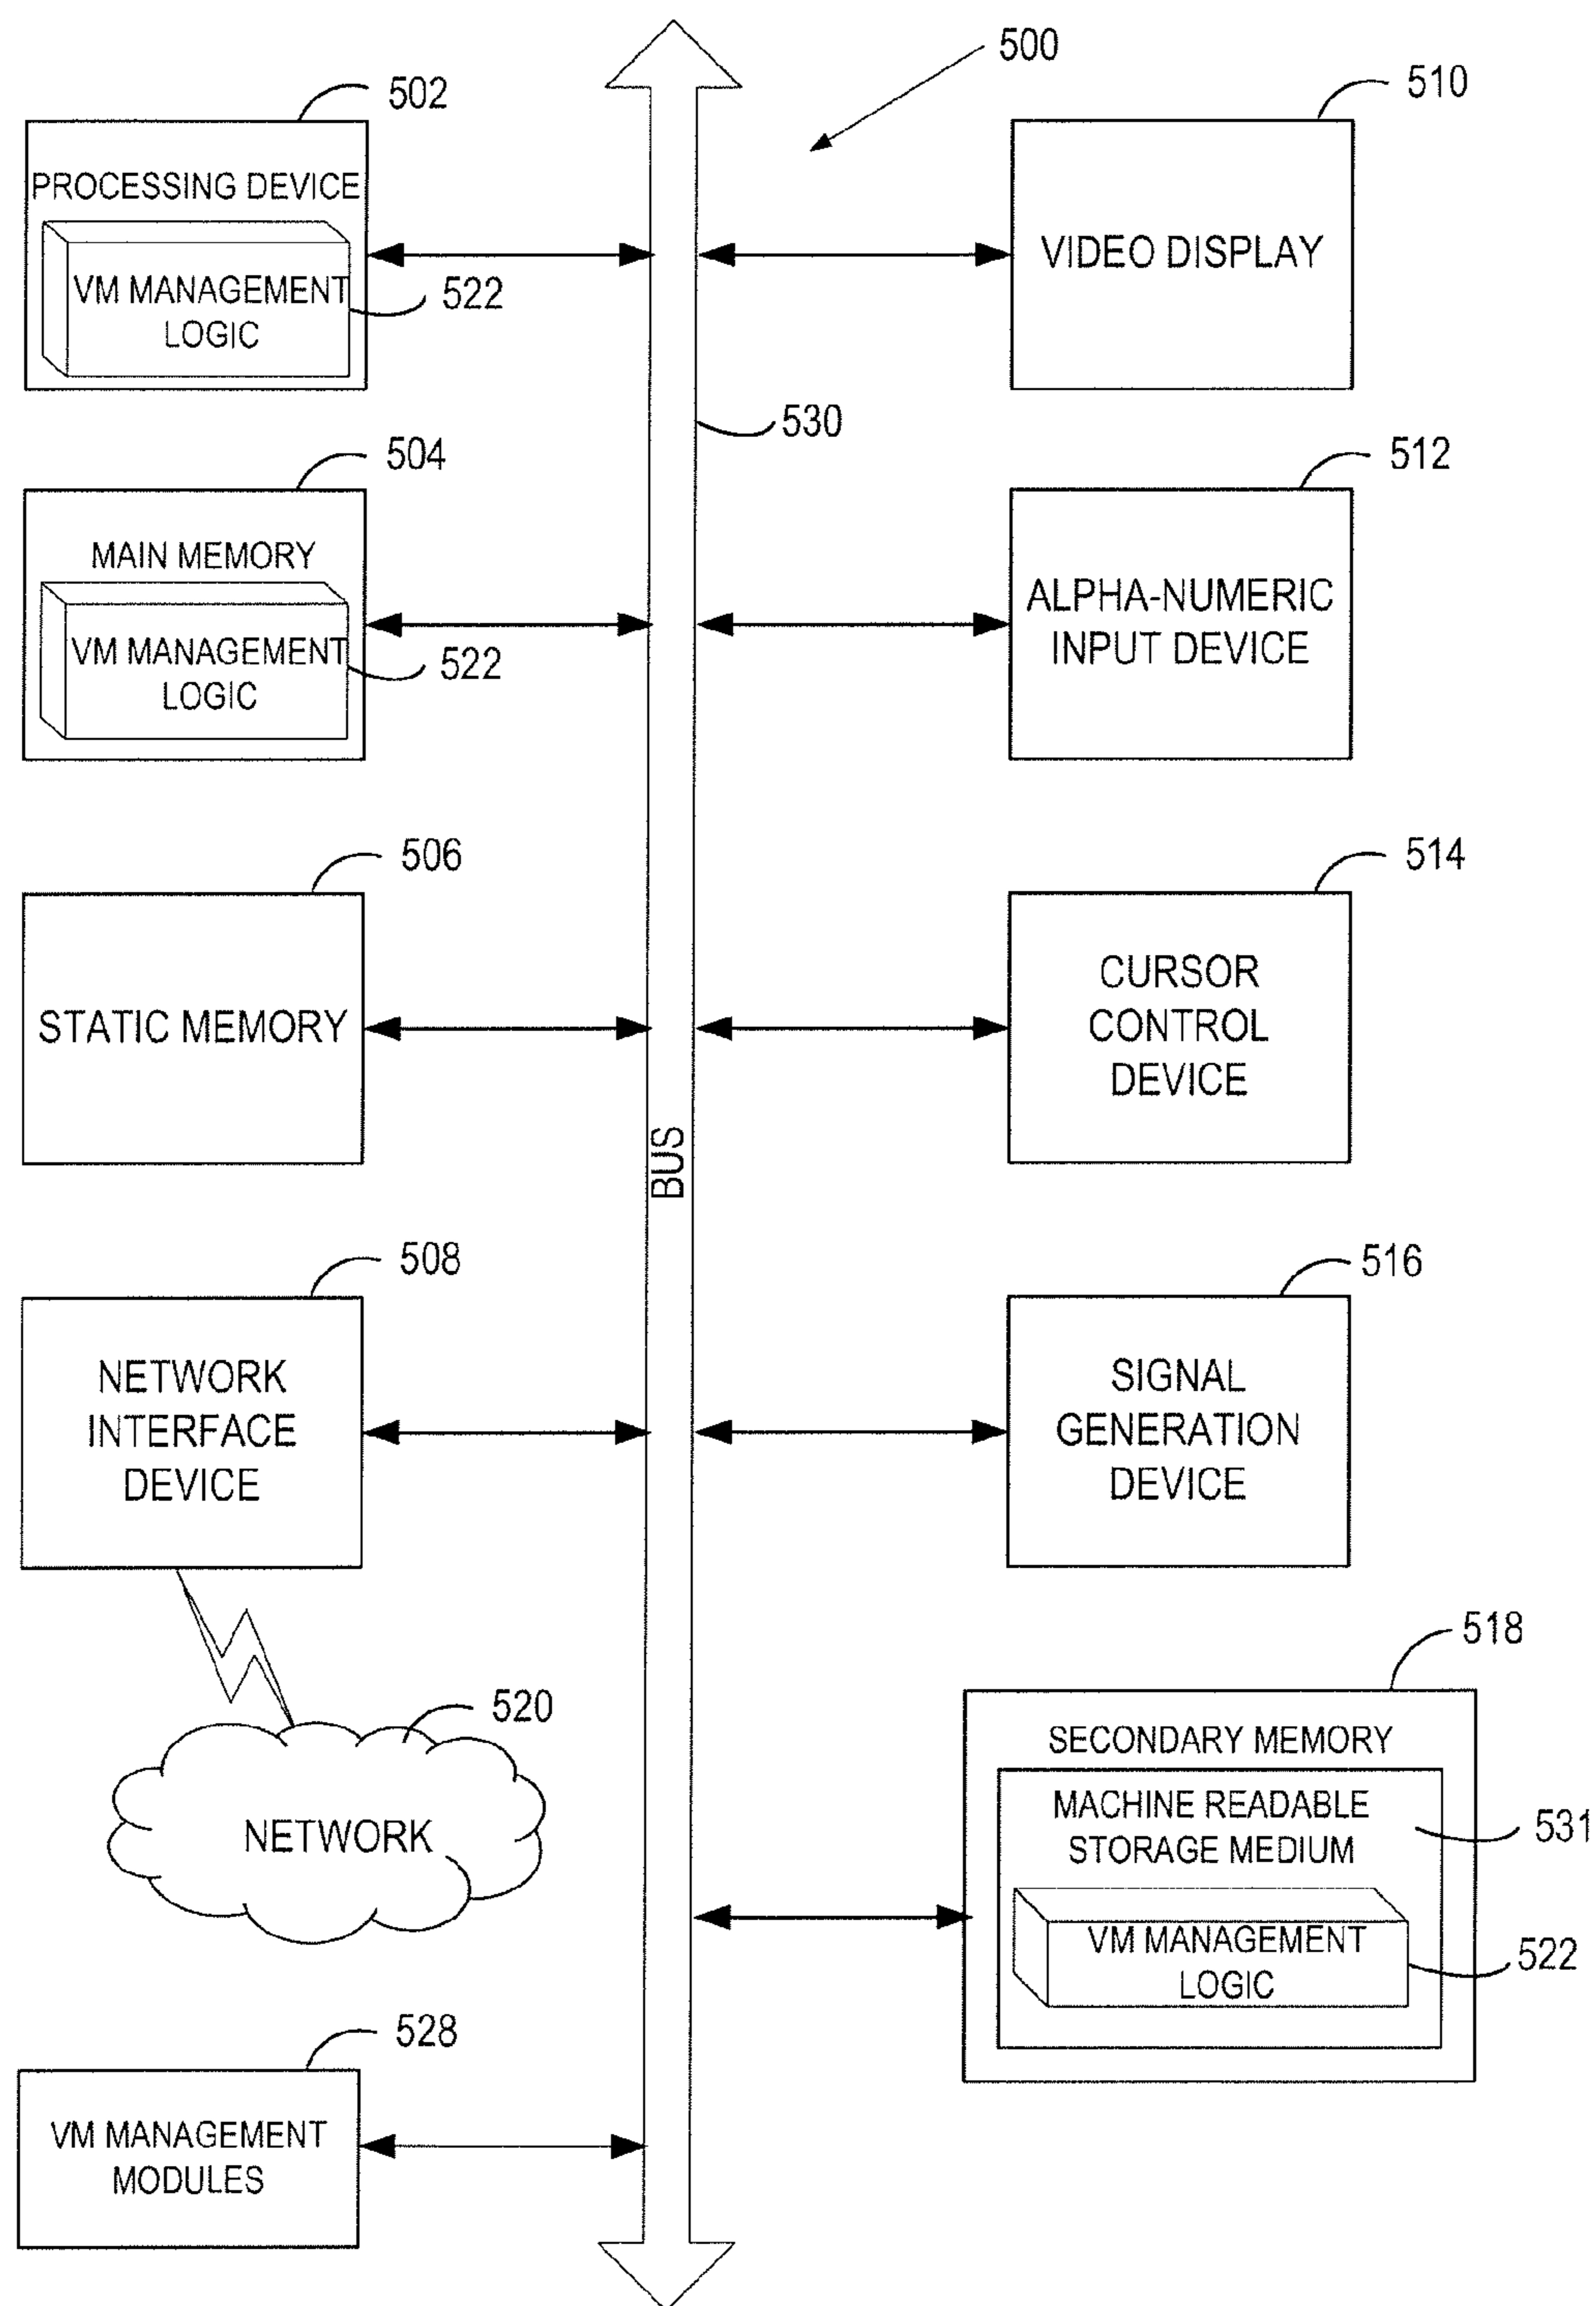 500
502
PROCESSING DEVICE
VM MANAGEMENT
LOGIC
522
510
VIDEO DISPLAY
530
504
MAIN MEMORY
VM MANAGEMENT
LOGIC
522
512
ALPHA-NUMERIC
INPUT DEVICE
506
STATIC MEMORY
514
CURSOR
CONTROL
DEVICE
BUS
508
NETWORK
INTERFACE
DEVICE
516
SIGNAL
GENERATION
DEVICE
520
NETWORK
518
SECONDARY MEMORY
MACHINE READABLE
STORAGE MEDIUM
531
VM MANAGEMENT
LOGIC
522
528
VM MANAGEMENT
MODULES